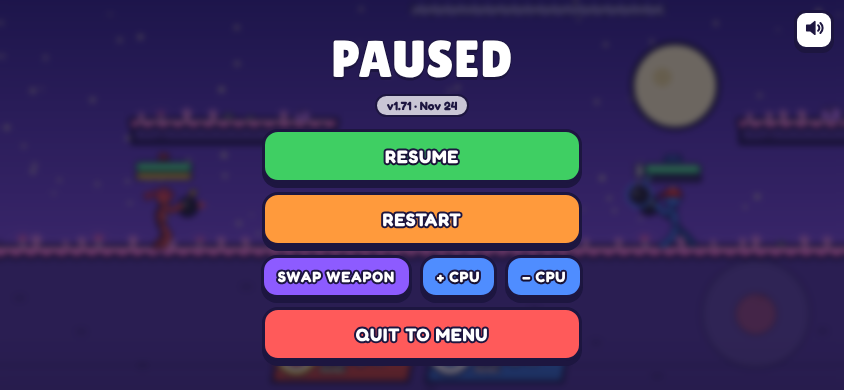 PAUSED
v1.71 · Nov 24
RESUME
RESTART
SWAP WEAPON
+ CPU
− CPU
QUIT TO MENU